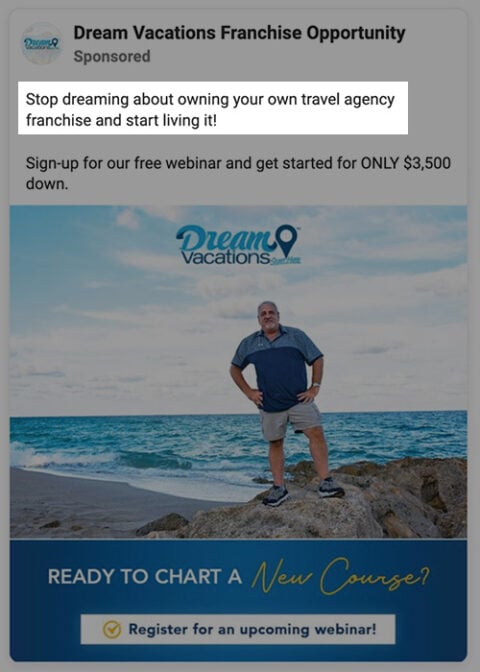 Dream Vacations Franchise Opportunity
Sponsored
Stop dreaming about owning your own travel agency
franchise and start living it!
Sign-up for our free webinar and get started for ONLY $3,500
down.
Dream
Vacations
READY TO CHART A New Course?
Register for an upcoming webinar!